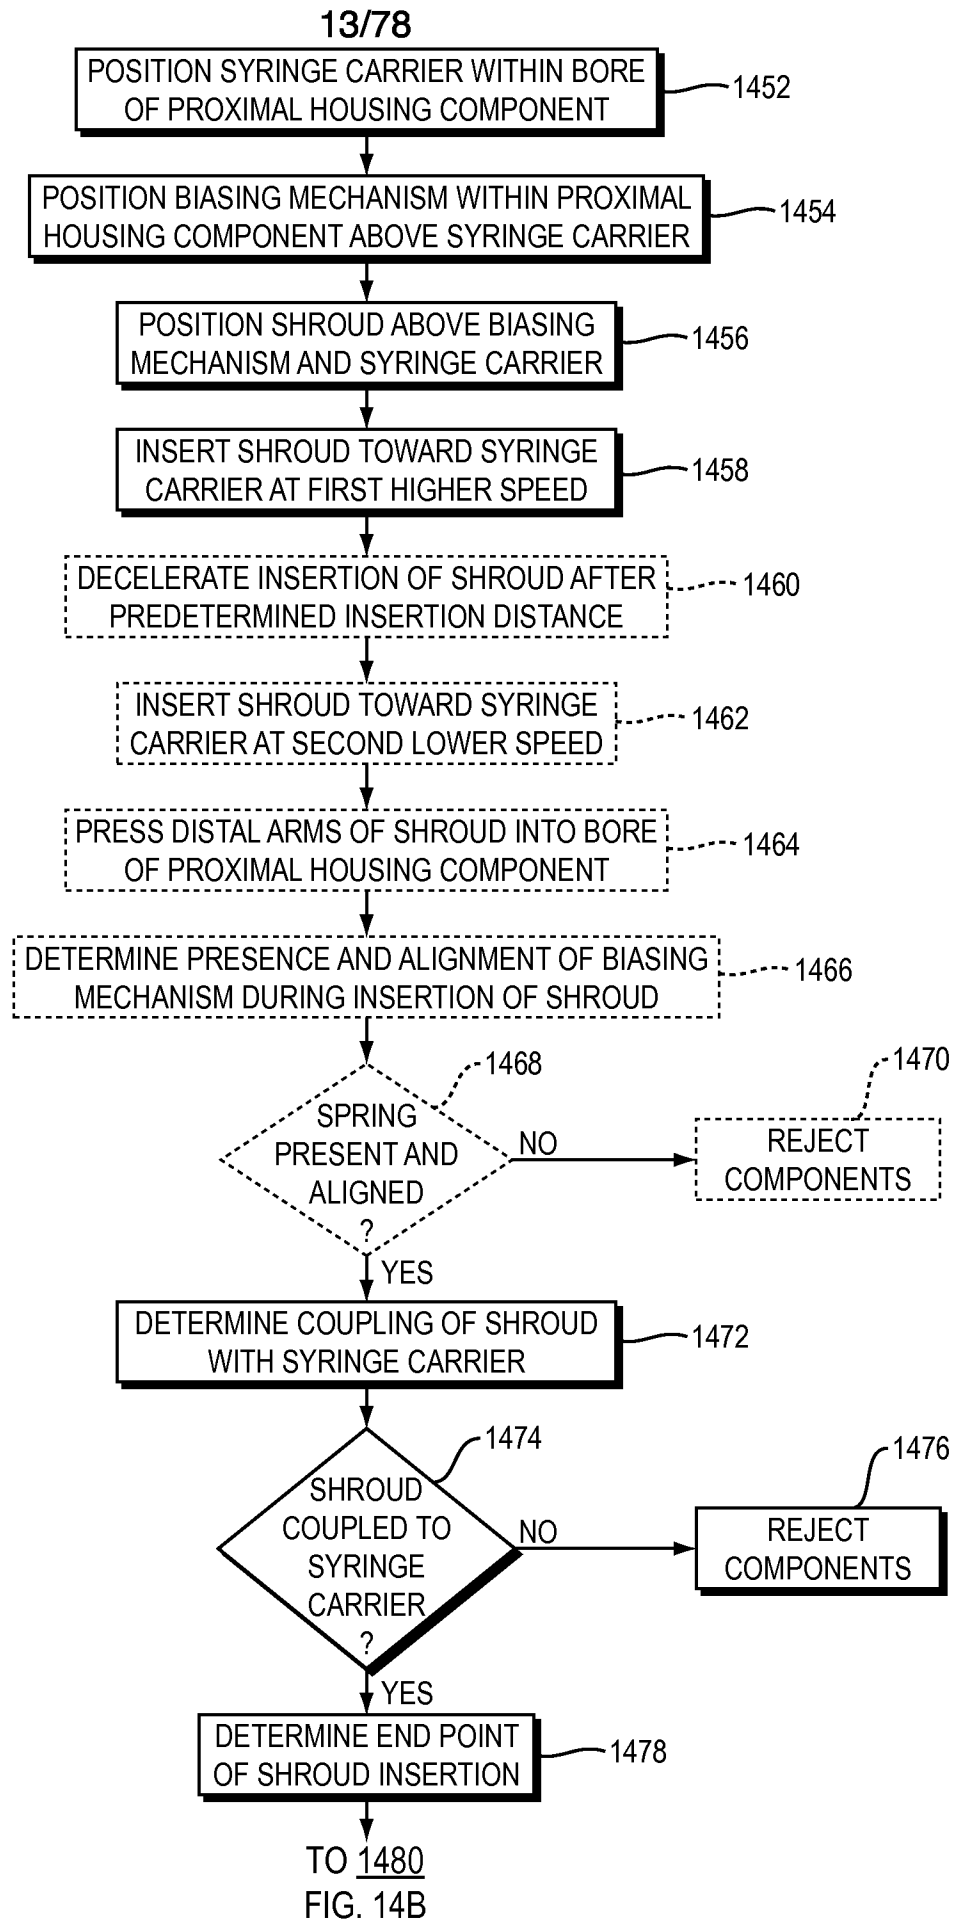 13/78
POSITION SYRINGE CARRIER WITHIN BORE
OF PROXIMAL HOUSING COMPONENT
1452
POSITION BIASING MECHANISM WITHIN PROXIMAL
HOUSING COMPONENT ABOVE SYRINGE CARRIER
1454
POSITION SHROUD ABOVE BIASING
MECHANISM AND SYRINGE CARRIER
1456
INSERT SHROUD TOWARD SYRINGE
CARRIER AT FIRST HIGHER SPEED
1458
DECELERATE INSERTION OF SHROUD AFTER
PREDETERMINED INSERTION DISTANCE
1460
INSERT SHROUD TOWARD SYRINGE
CARRIER AT SECOND LOWER SPEED
1462
PRESS DISTAL ARMS OF SHROUD INTO BORE
OF PROXIMAL HOUSING COMPONENT
1464
DETERMINE PRESENCE AND ALIGNMENT OF BIASING
MECHANISM DURING INSERTION OF SHROUD
1466
1468
SPRING
PRESENT AND
ALIGNED
?
NO
1470
REJECT
COMPONENTS
YES
DETERMINE COUPLING OF SHROUD
WITH SYRINGE CARRIER
1472
1474
SHROUD
COUPLED TO
SYRINGE
CARRIER
?
NO
1476
REJECT
COMPONENTS
YES
DETERMINE END POINT
OF SHROUD INSERTION
1478
TO 1480
FIG. 14B